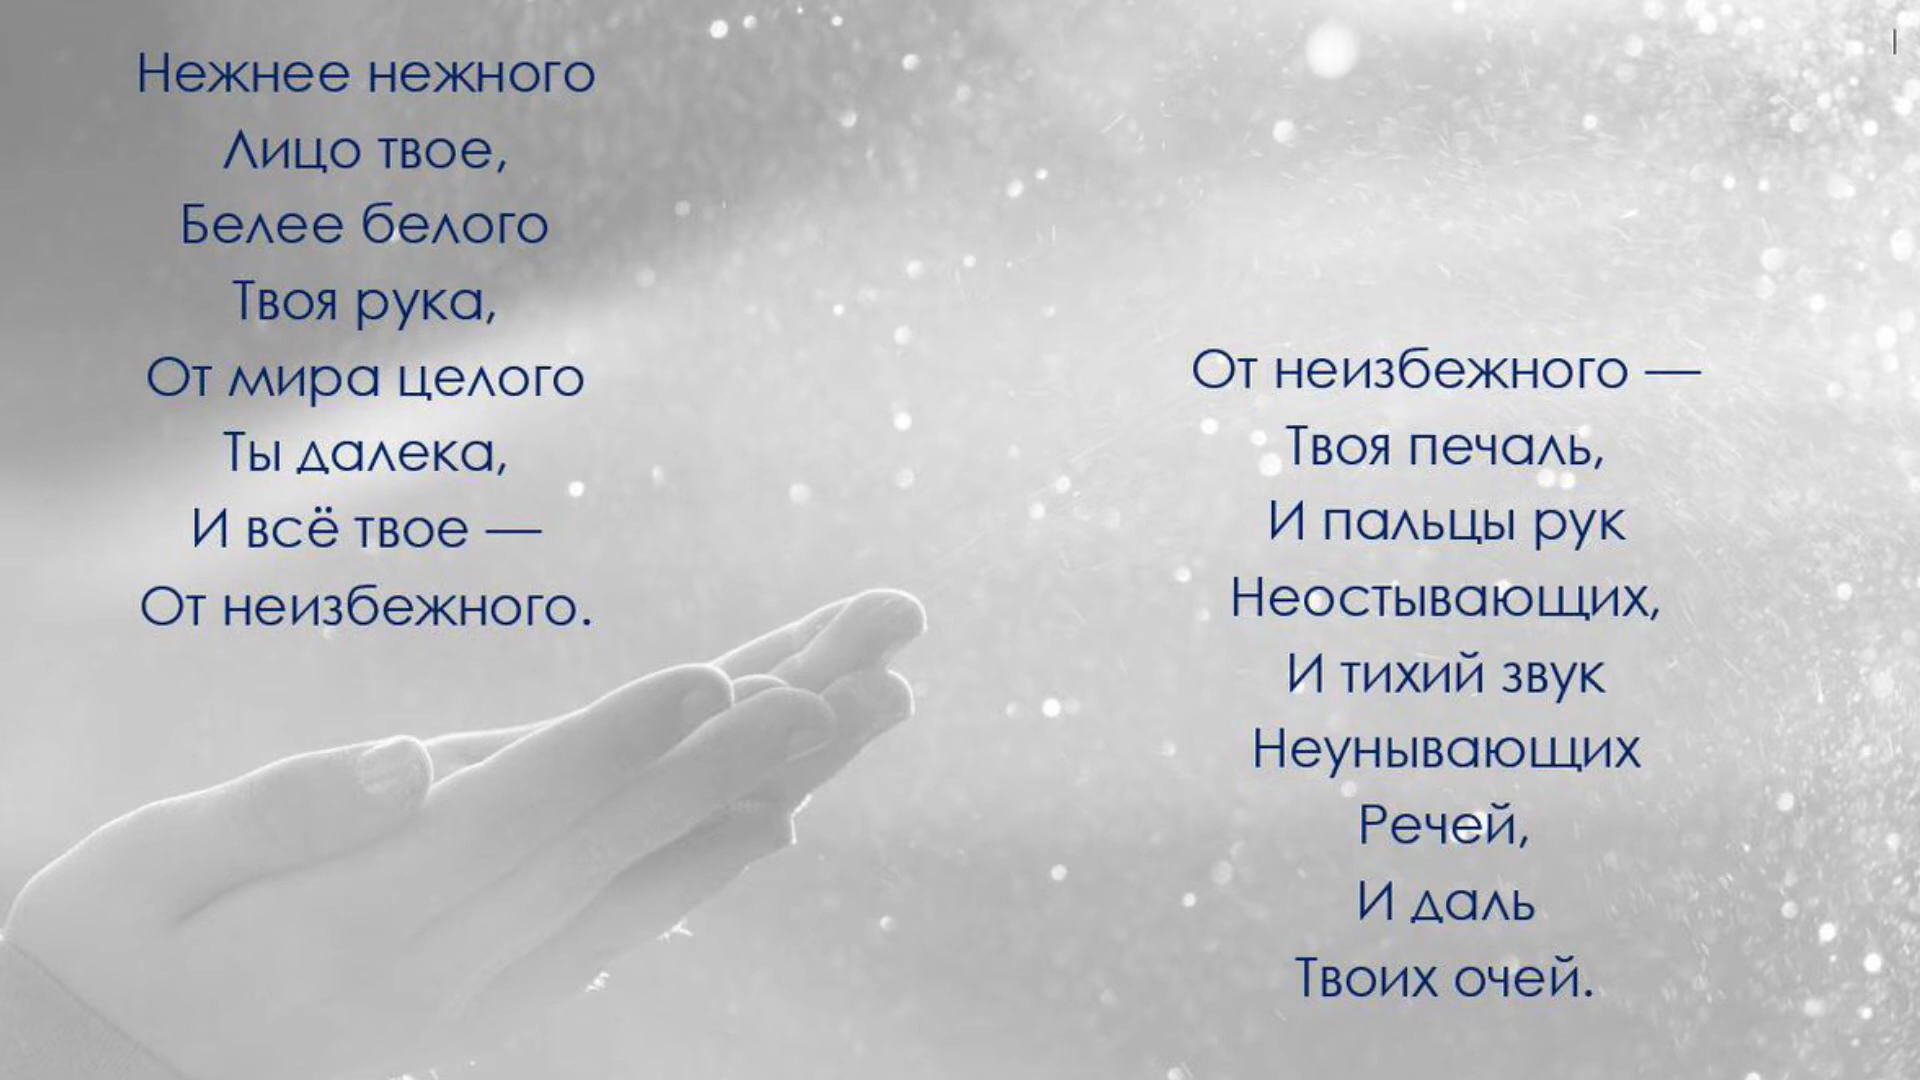 Нежнее нежного
Лицо твое,
Белее белого
Твоя рука,
От мира целого
Ты далека,
И всё твое —
От неизбежного.
От неизбежного —
Твоя печаль,
И пальцы рук
Неостывающих,
И тихий звук
Неунывающих
Речей,
И даль
Твоих очей.